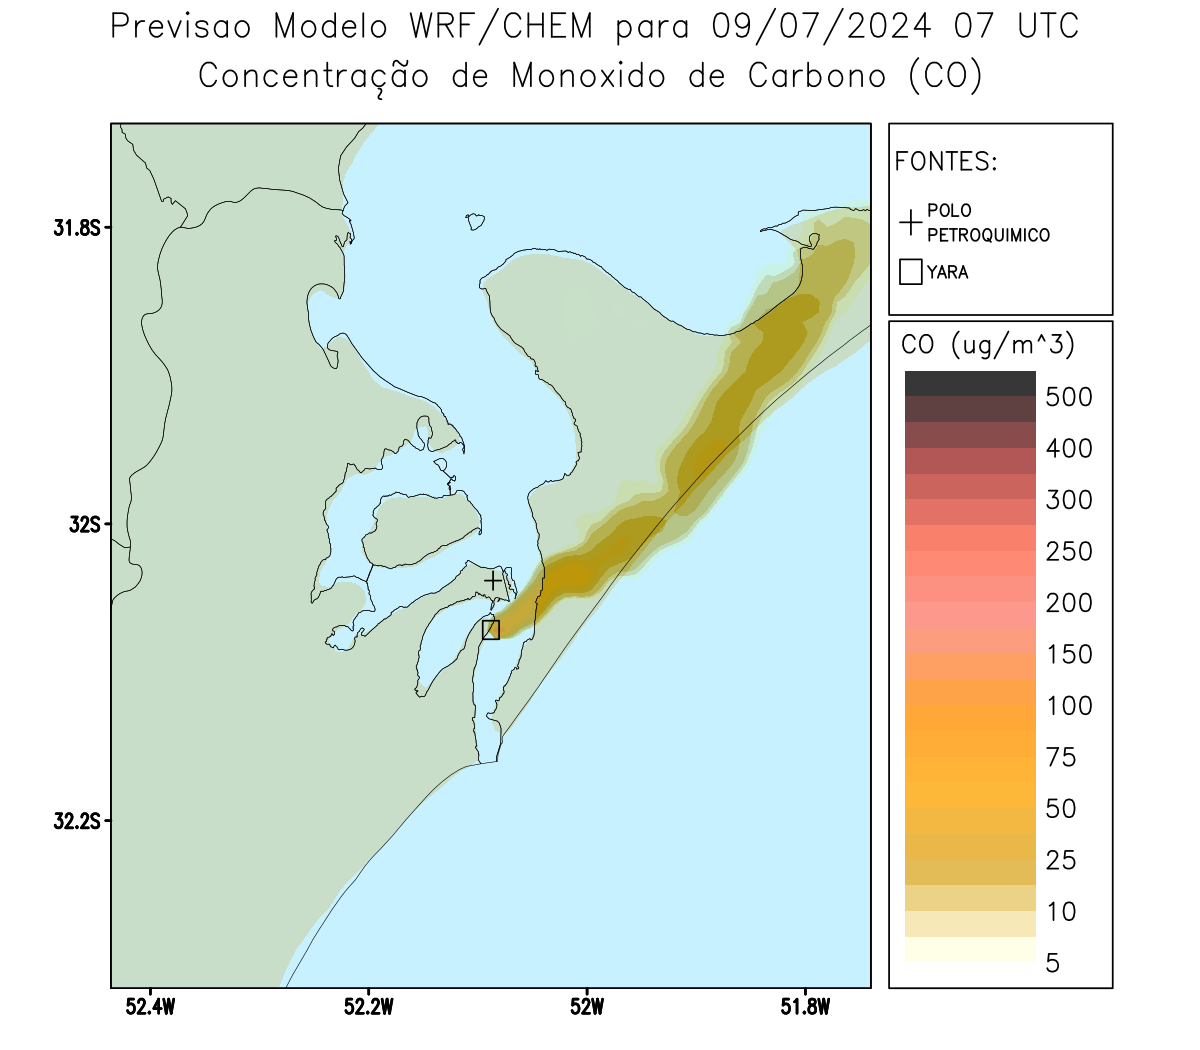 Previsao Modelo WRF/CHEM para 09/07/2024 07 UTC
Concentração de Monoxido de Carbono (CO)
FONTES:
POLO
PETROQUIMICO
YARA
CO (ug/m^3)
500
400
300
250
200
150
100
75
50
25
10
5
31.8S
32S
32.2S
52.4W
52.2W
52W
51.8W